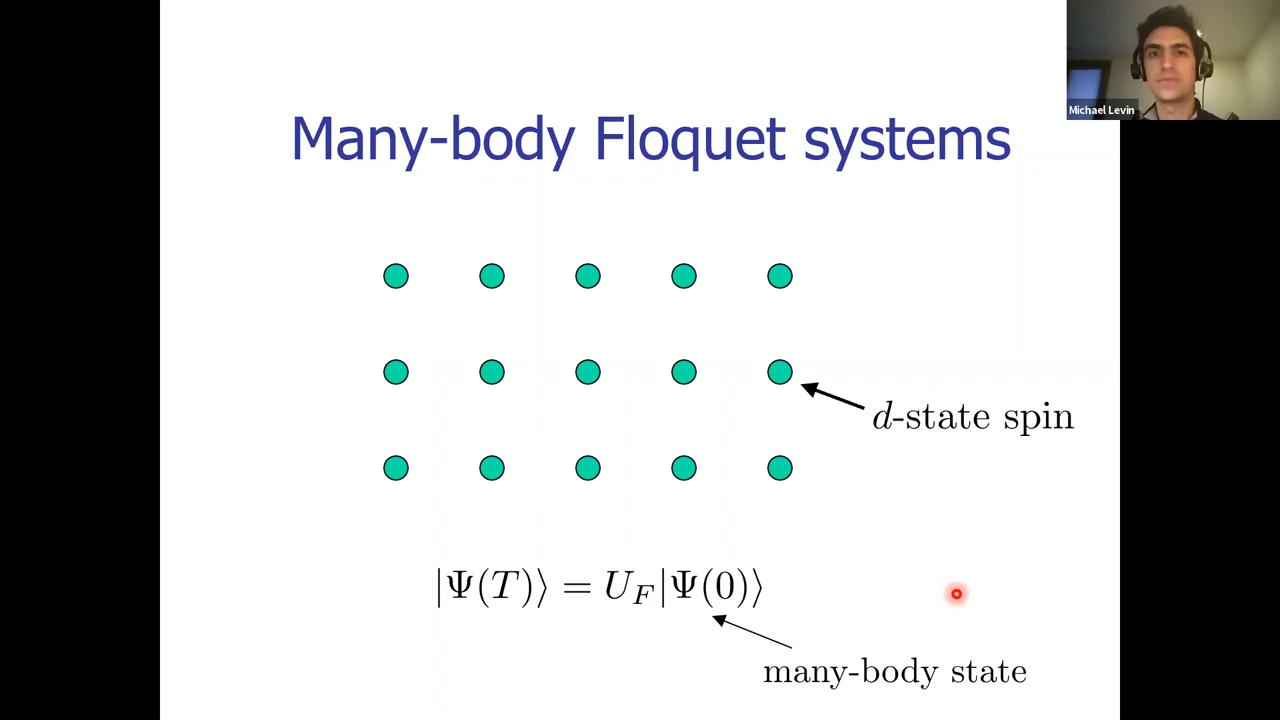 Michael Levin
Many-body Floquet systems
d-state spin
|Ψ(T)⟩ = U_F|Ψ(0)⟩
many-body state